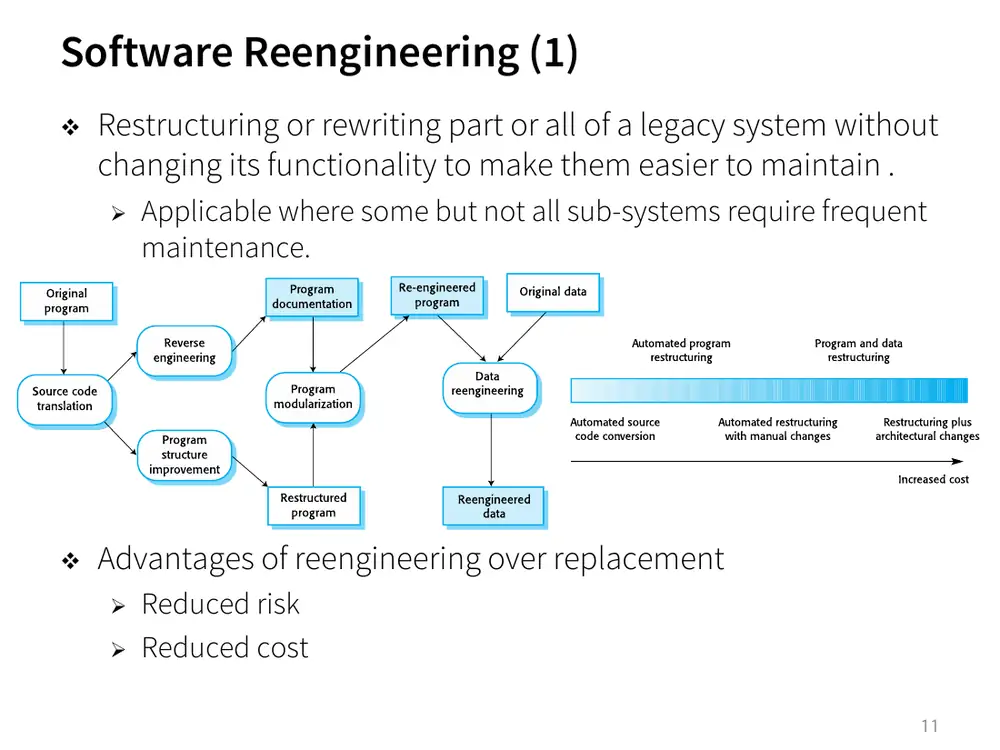 Software Reengineering (1)
❖ Restructuring or rewriting part or all of a legacy system without
changing its functionality to make them easier to maintain .
➢ Applicable where some but not all sub-systems require frequent
maintenance.
Original
program
Program
documentation
Re-engineered
program
Original data
Reverse
engineering
Source code
translation
Program
modularization
Data
reengineering
Program
structure
improvement
Restructured
program
Reengineered
data
Automated program
restructuring
Program and data
restructuring
Automated source
code conversion
Automated restructuring
with manual changes
Restructuring plus
architectural changes
Increased cost
❖ Advantages of reengineering over replacement
➢ Reduced risk
➢ Reduced cost
11